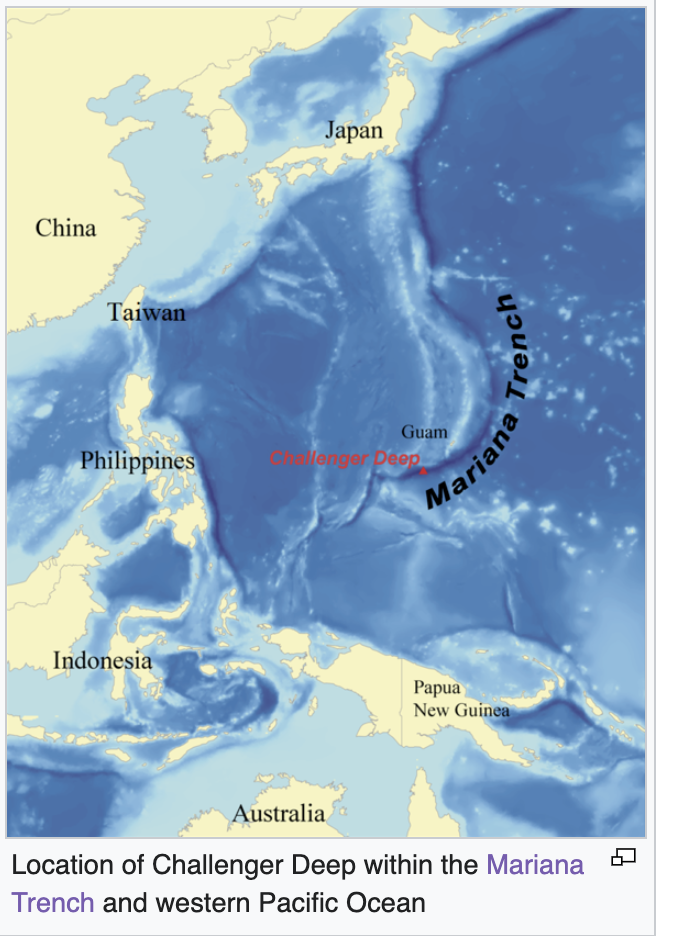 Japan
China
Taiwan
Mariana Trench
Guam
Challenger Deep
Philippines
Indonesia
Papua
New Guinea
Australia
Location of Challenger Deep within the Mariana
Trench and western Pacific Ocean